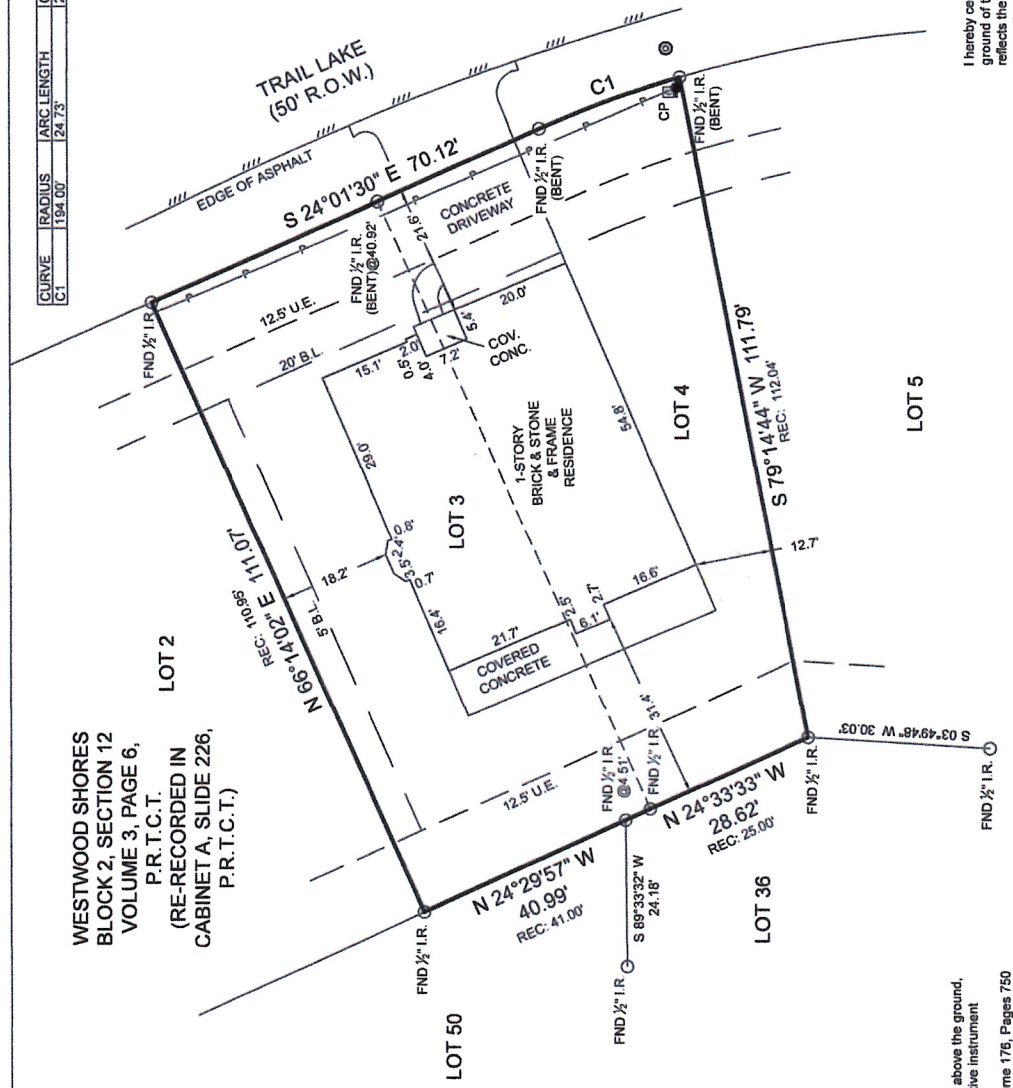 CURVE RADIUS ARC LENGTH
C1 194.00' 24.73'
TRAIL LAKE
(50' R.O.W.)
EDGE OF ASPHALT
S 24°01'30" E 70.12'
C1
CP
FND ½" I.R.
(BENT)
FND ½" I.R.
(BENT)
FND ½" I.R.
(BENT)@40.92'
FND ½" I.R.
CONCRETE
DRIVEWAY
21.6'
12.5' U.E.
20' B.L.
15.1'
0.5'
2.0'
4.0'
7.2'
5.4'
20.0'
COV.
CONC.
WESTWOOD SHORES
BLOCK 2, SECTION 12
VOLUME 3, PAGE 6,
P.R.T.C.T.
(RE-RECORDED IN
CABINET A, SLIDE 226,
P.R.T.C.T.)
LOT 2
REC: 110.95'
N 66°14'02" E 111.07'
5' B.L.
18.2'
29.0'
0.8'
2.4'
3.5'
0.7'
16.4'
LOT 3
1-STORY
BRICK & STONE
& FRAME
RESIDENCE
54.8'
LOT 4
S 79°14'44" W 111.79'
REC: 112.04'
LOT 5
12.7'
16.6'
2.7'
6.1'
2.5'
21.7'
COVERED
CONCRETE
31.4'
12.5' U.E.
FND ½" I.R.
@4.51'
FND ½" I.R.
FND ½" I.R.
N 24°33'33" W
28.62'
REC: 25.00'
N 24°29'57" W
40.99'
REC: 41.00'
FND ½" I.R.
S 89°33'32" W
24.18'
FND ½" I.R.
S 03°49'48" W 30.03'
FND ½" I.R.
LOT 36
LOT 50
I hereby ce
ground of t
reflects the
above the ground,
tive instrument
me 176, Pages 750